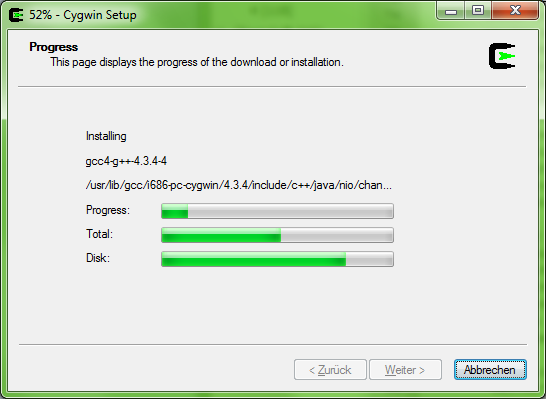 52% - Cygwin Setup
Progress
This page displays the progress of the download or installation.
Installing
gcc4-g++-4.3.4-4
/usr/lib/gcc/i686-pc-cygwin/4.3.4/include/c++/java/nio/chan...
Progress:
Total:
Disk:
< Zurück Weiter > Abbrechen